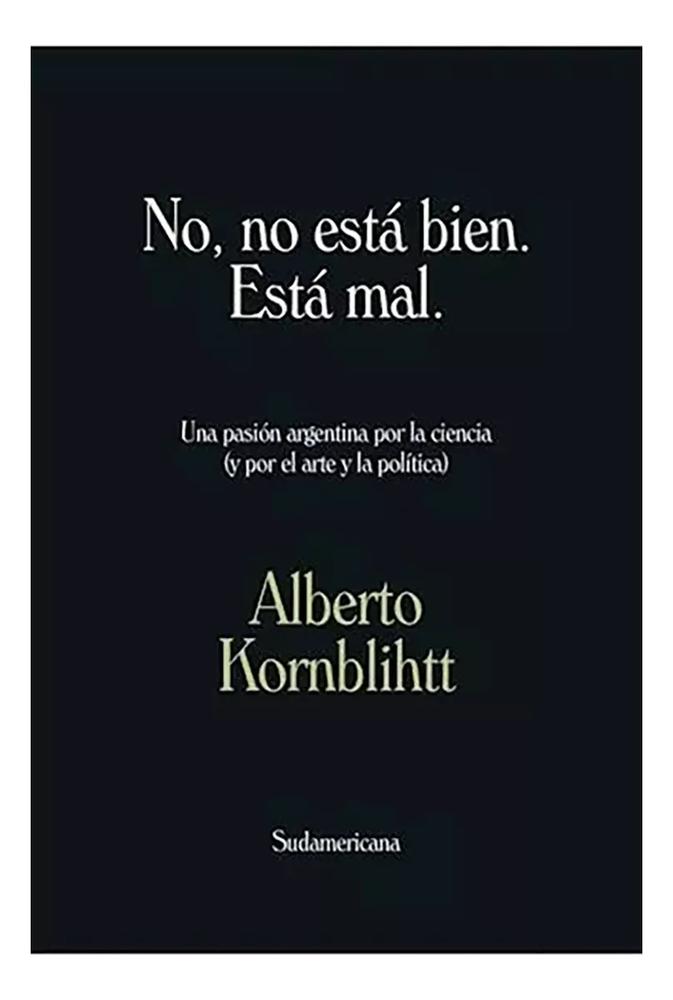 No, no está bien.
Está mal.
Una pasión argentina por la ciencia
(y por el arte y la política)
Alberto
Kornblihtt
Sudamericana